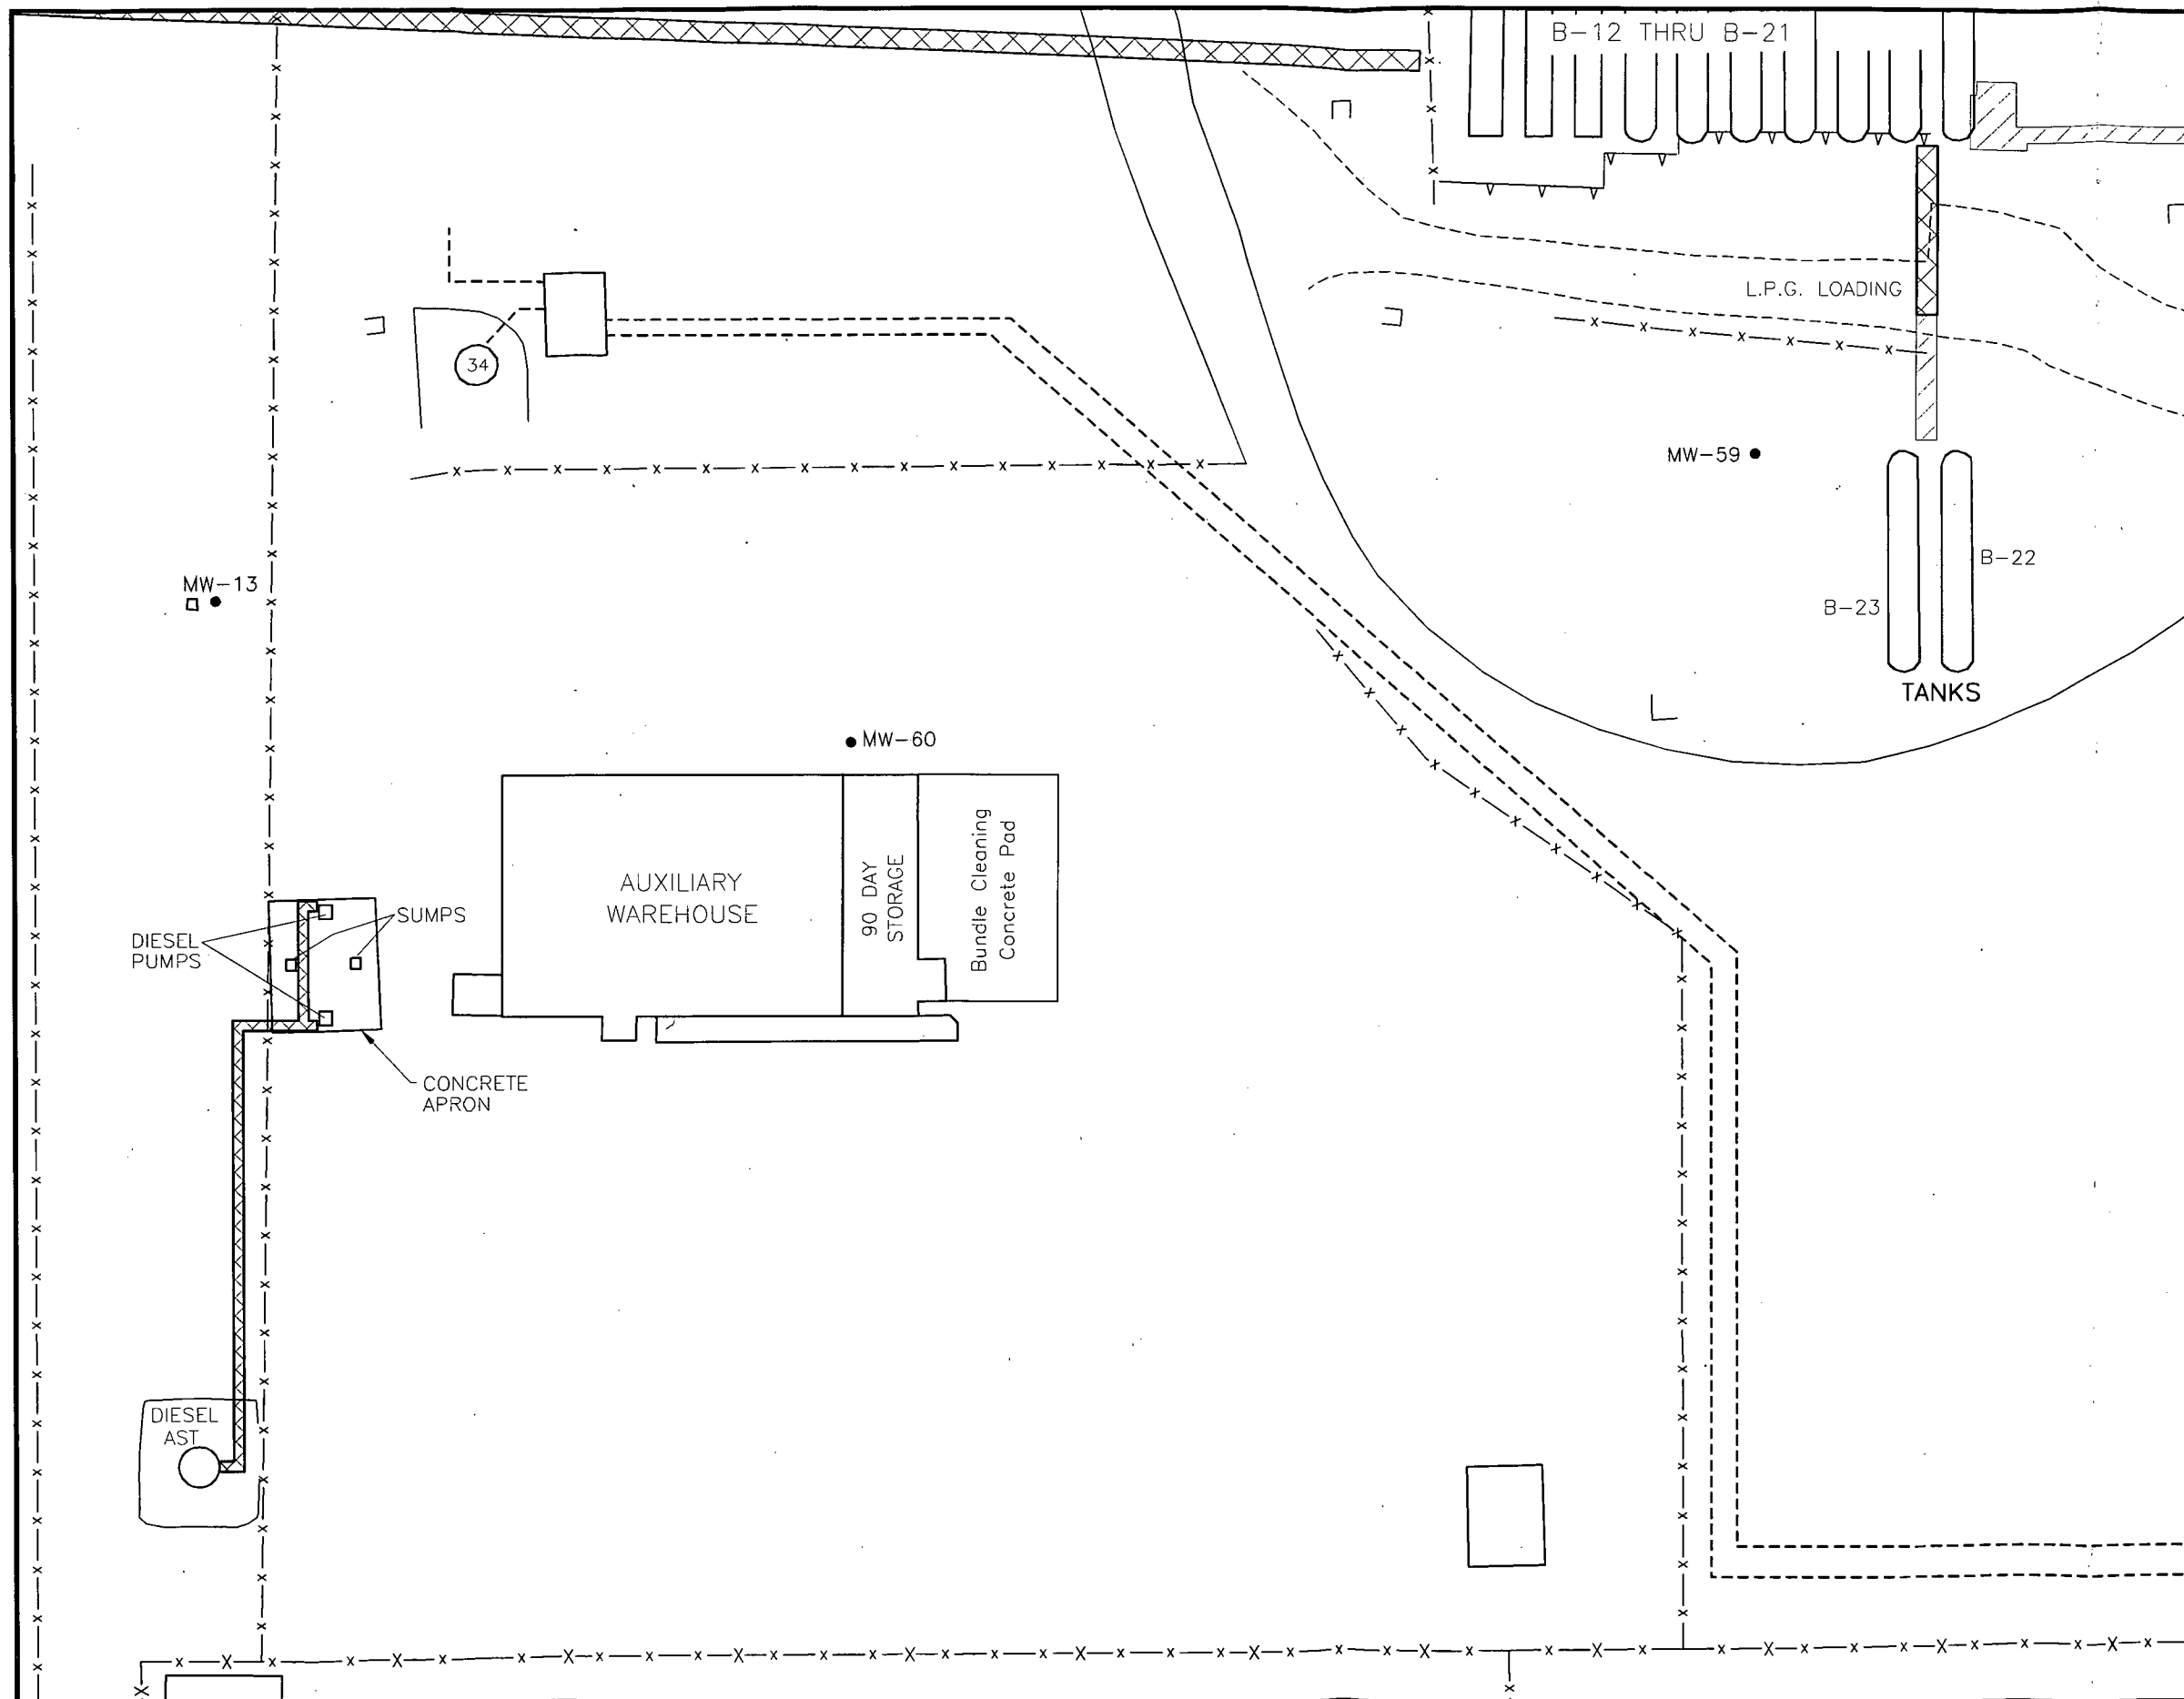 B-12 THRU B-21
L.P.G. LOADING
34
MW-59
B-22
MW-13
B-23
TANKS
MW-60
AUXILIARY
WAREHOUSE
90 DAY
STORAGE
Bundle Cleaning
Concrete Pad
SUMPS
DIESEL
PUMPS
CONCRETE
APRON
DIESEL
AST